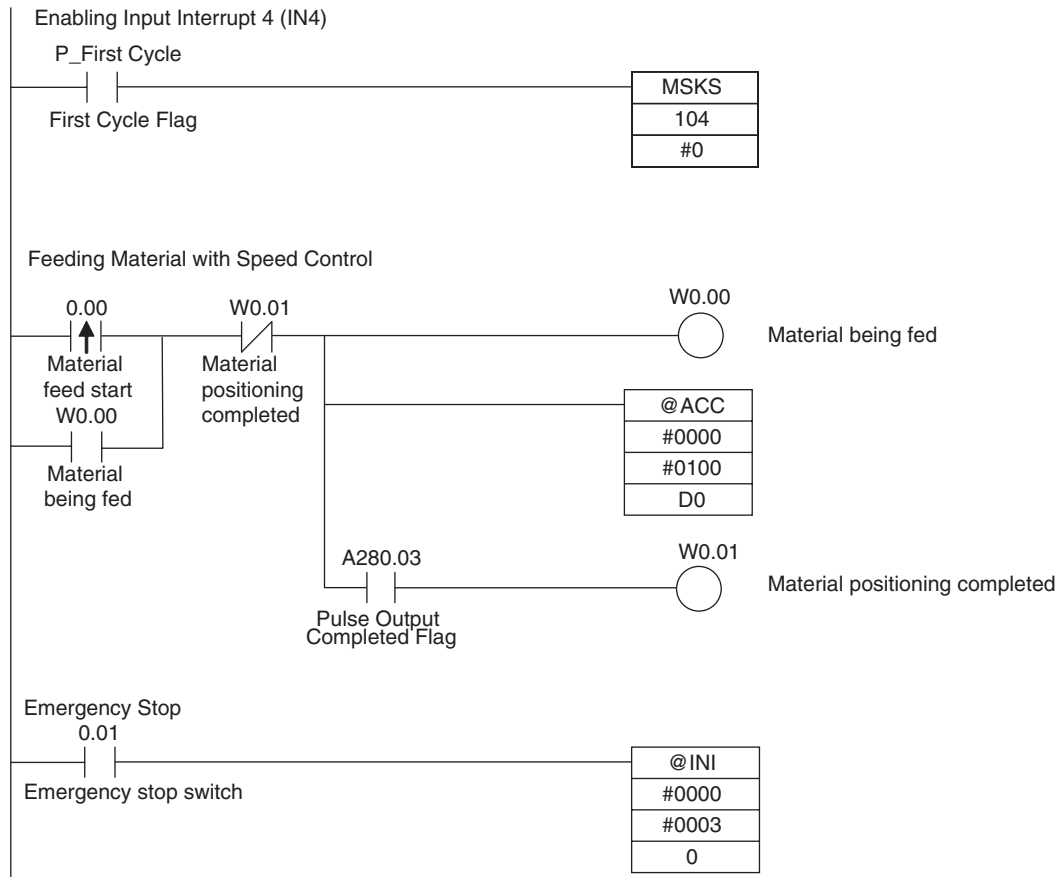 Enabling Input Interrupt 4 (IN4)
P_First Cycle
First Cycle Flag
MSKS
104
#0
Feeding Material with Speed Control
0.00
Material
feed start
W0.00
Material
being fed
W0.01
Material
positioning
completed
W0.00
Material being fed
@ACC
#0000
#0100
D0
A280.03
Pulse Output
Completed Flag
W0.01
Material positioning completed
Emergency Stop
0.01
Emergency stop switch
@INI
#0000
#0003
0